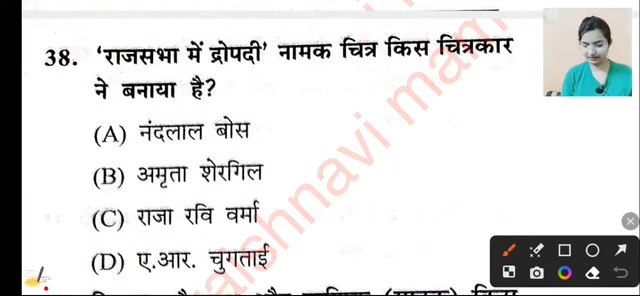 38. 'राजसभा में द्रोपदी' नामक चित्र किस चित्रकार
ने बनाया है?
(A) नंदलाल बोस
(B) अमृता शेरगिल
(C) राजा रवि वर्मा
(D) ए.आर. चुगताई